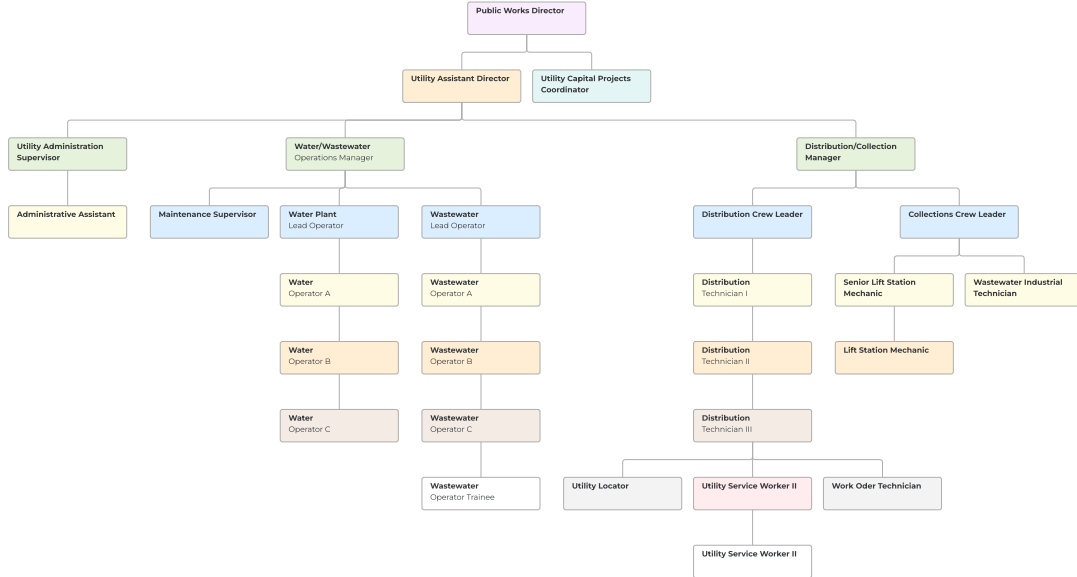 Public Works Director
Utility Assistant Director
Utility Capital Projects
Coordinator
Utility Administration
Supervisor
Water/Wastewater
Operations Manager
Distribution/Collection
Manager
Administrative Assistant
Maintenance Supervisor
Water Plant
Lead Operator
Wastewater
Lead Operator
Distribution Crew Leader
Collections Crew Leader
Water
Operator A
Wastewater
Operator A
Distribution
Technician I
Senior Lift Station
Mechanic
Wastewater Industrial
Technician
Water
Operator B
Wastewater
Operator B
Distribution
Technician II
Lift Station Mechanic
Water
Operator C
Wastewater
Operator C
Distribution
Technician III
Wastewater
Operator Trainee
Utility Locator
Utility Service Worker II
Work Oder Technician
Utility Service Worker II